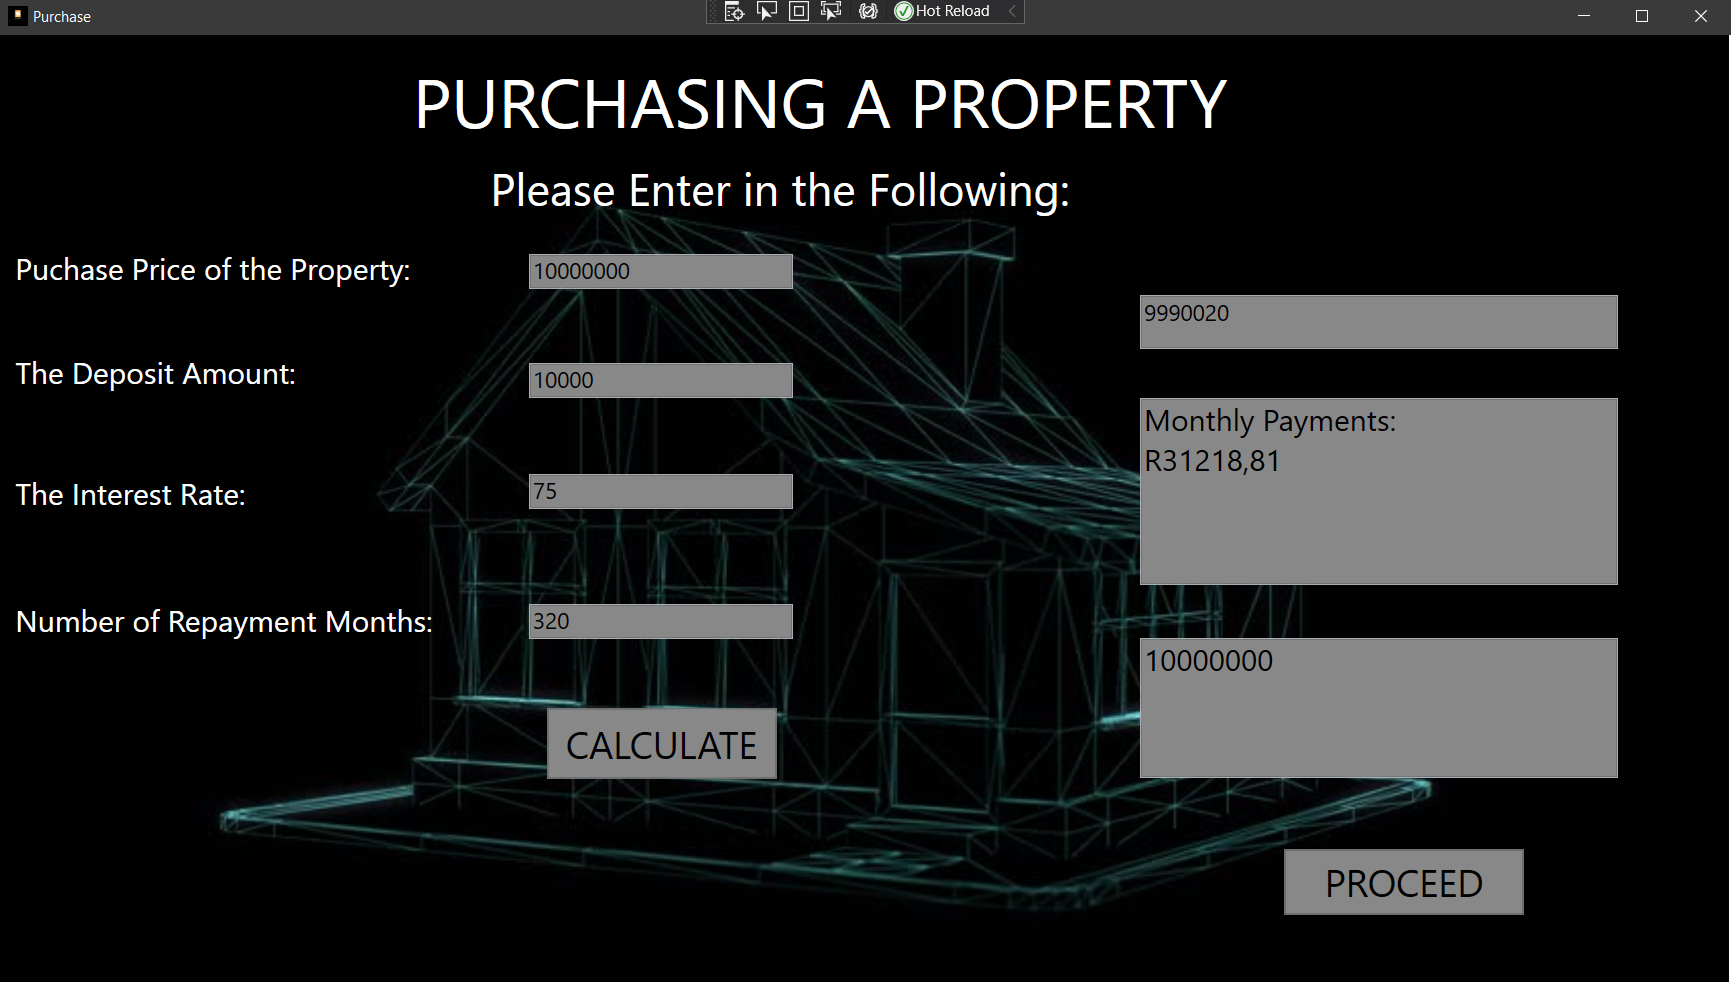 Purchase
Hot Reload
PURCHASING A PROPERTY
Please Enter in the Following:
Puchase Price of the Property:
10000000
9990020
The Deposit Amount:
10000
Monthly Payments:
R31218,81
The Interest Rate:
75
Number of Repayment Months:
320
10000000
CALCULATE
PROCEED